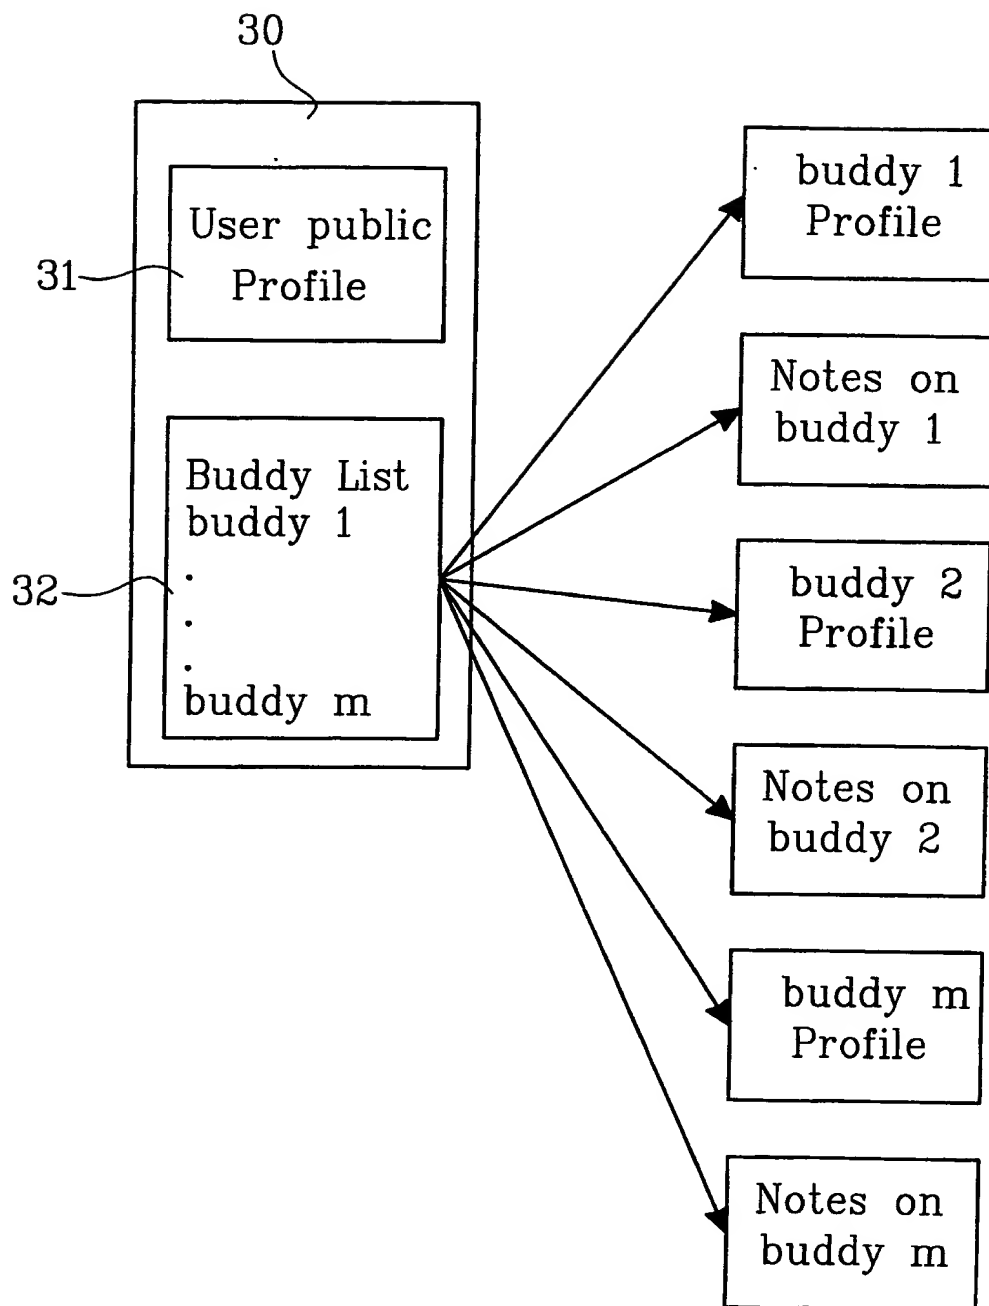 30
User public
Profile
31
Buddy List
buddy 1
.
.
.
buddy m
32
buddy 1
Profile
Notes on
buddy 1
buddy 2
Profile
Notes on
buddy 2
buddy m
Profile
Notes on
buddy m